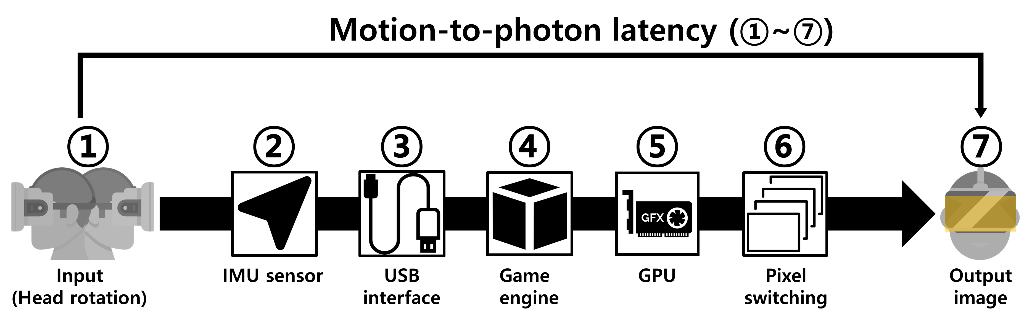 Motion-to-photon latency (①~⑦)
① ② ③ ④ ⑤ ⑥ ⑦
GFX
Input IMU sensor USB Game GPU Pixel Output
(Head rotation) interface engine switching image